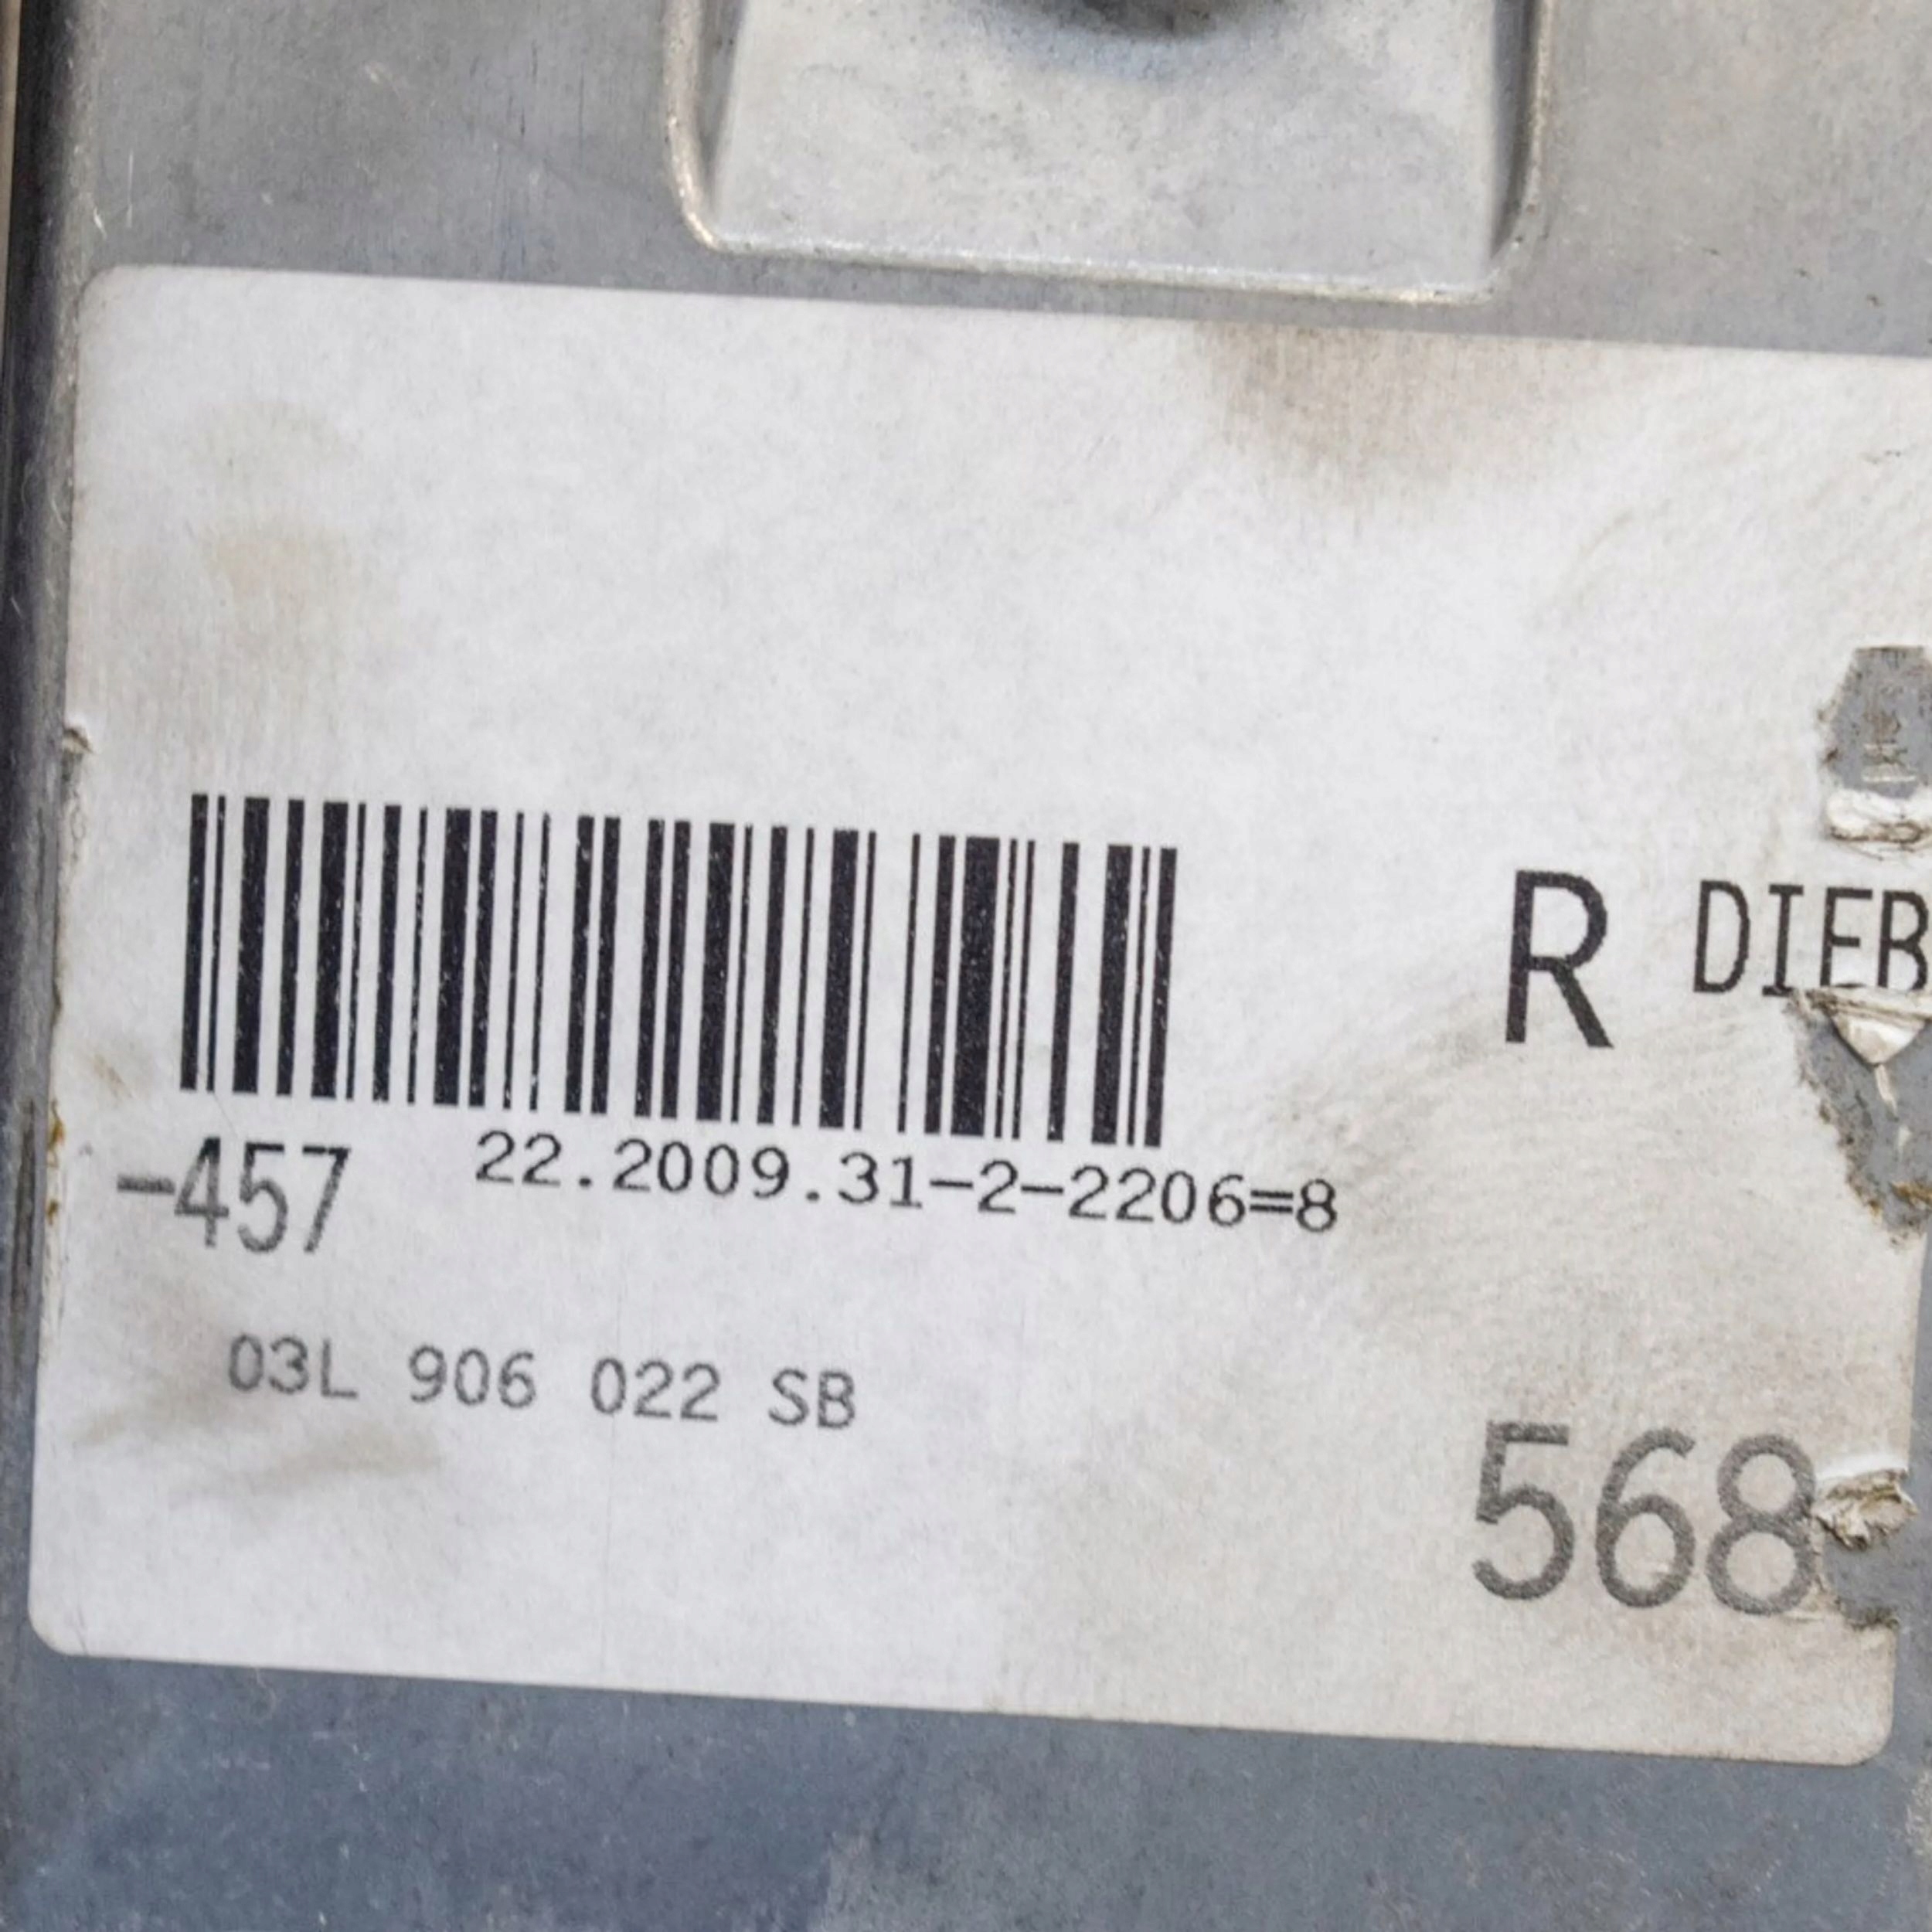 R DIEB
-457 22.2009.31-2-2206=8
03L 906 022 SB
568